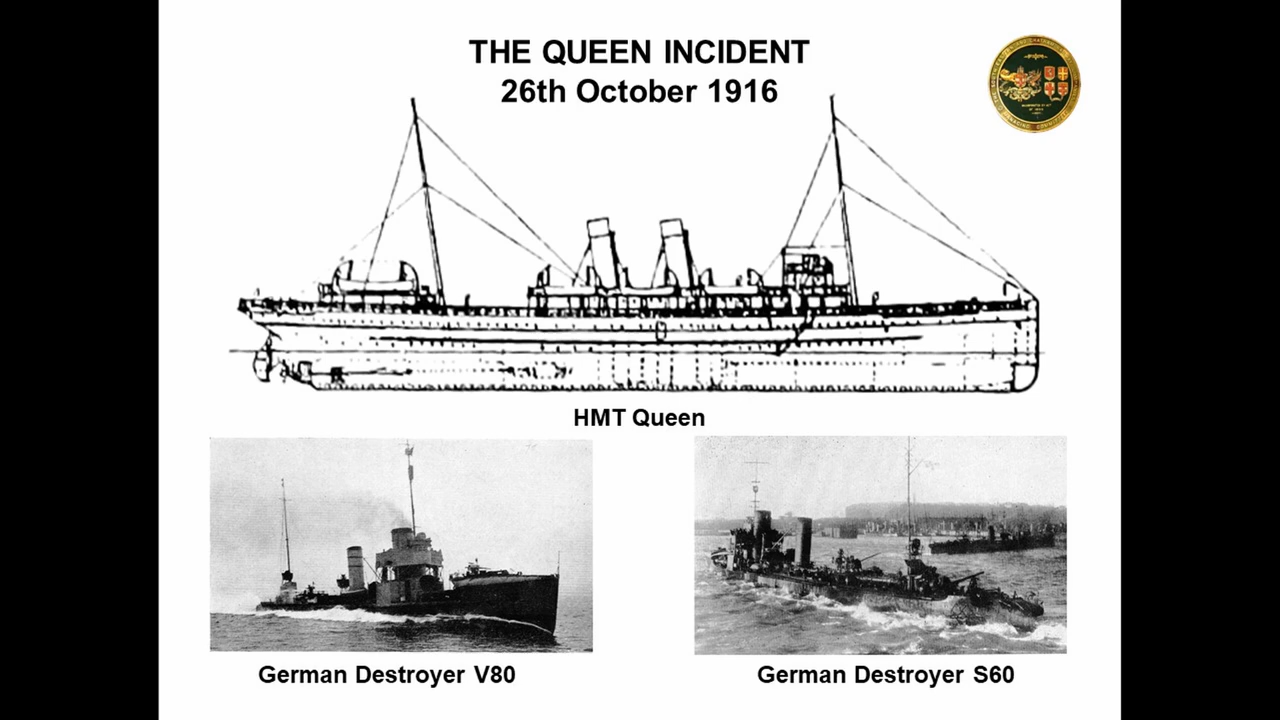 THE QUEEN INCIDENT
26th October 1916
HMT Queen
German Destroyer V80
German Destroyer S60